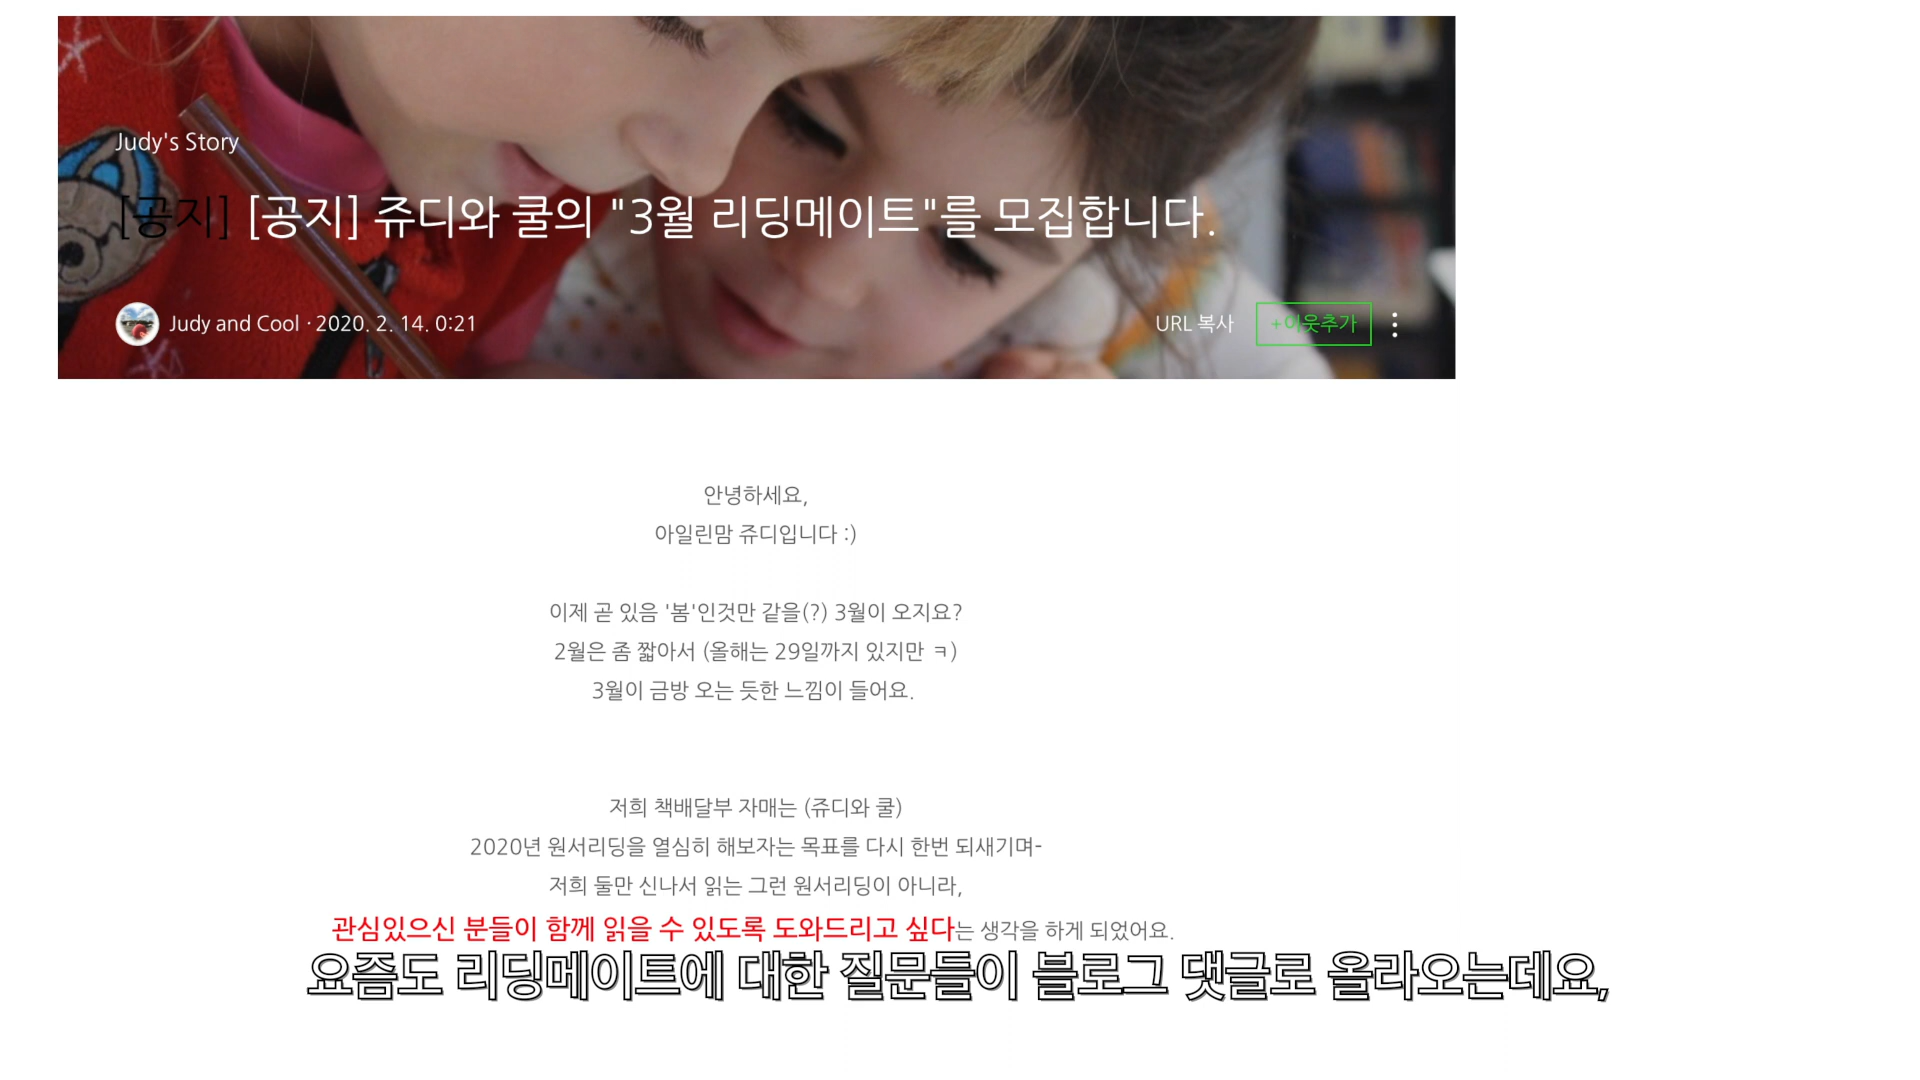 Judy's Story
[공지] [공지] 쥬디와 쿨의 "3월 리딩메이트"를 모집합니다.
Judy and Cool · 2020. 2. 14. 0:21
URL 복사
+이웃추가
안녕하세요,
아일린맘 쥬디입니다 :)
이제 곧 있음 '봄'인것만 같을(?) 3월이 오지요?
2월은 좀 짧아서 (올해는 29일까지 있지만 ㅋ)
3월이 금방 오는 듯한 느낌이 들어요.
저희 책배달부 자매는 (쥬디와 쿨)
2020년 원서리딩을 열심히 해보자는 목표를 다시 한번 되새기며-
저희 둘만 신나서 읽는 그런 원서리딩이 아니라,
관심있으신 분들이 함께 읽을 수 있도록 도와드리고 싶다는 생각을 하게 되었어요.
요즘도 리딩메이트에 대한 질문들이 블로그 댓글로 올라오는데요,